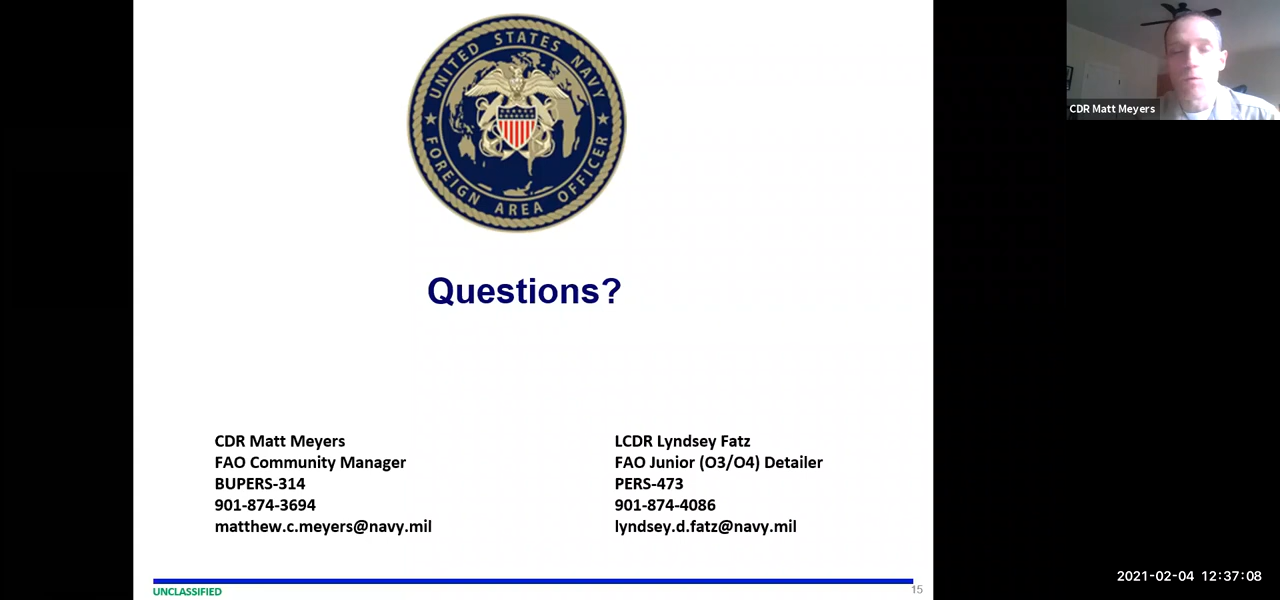 UNITED STATES NAVY
FOREIGN AREA OFFICER
CDR Matt Meyers
Questions?
CDR Matt Meyers
FAO Community Manager
BUPERS-314
901-874-3694
matthew.c.meyers@navy.mil
LCDR Lyndsey Fatz
FAO Junior (O3/O4) Detailer
PERS-473
901-874-4086
lyndsey.d.fatz@navy.mil
UNCLASSIFIED
15
2021-02-04 12:37:08